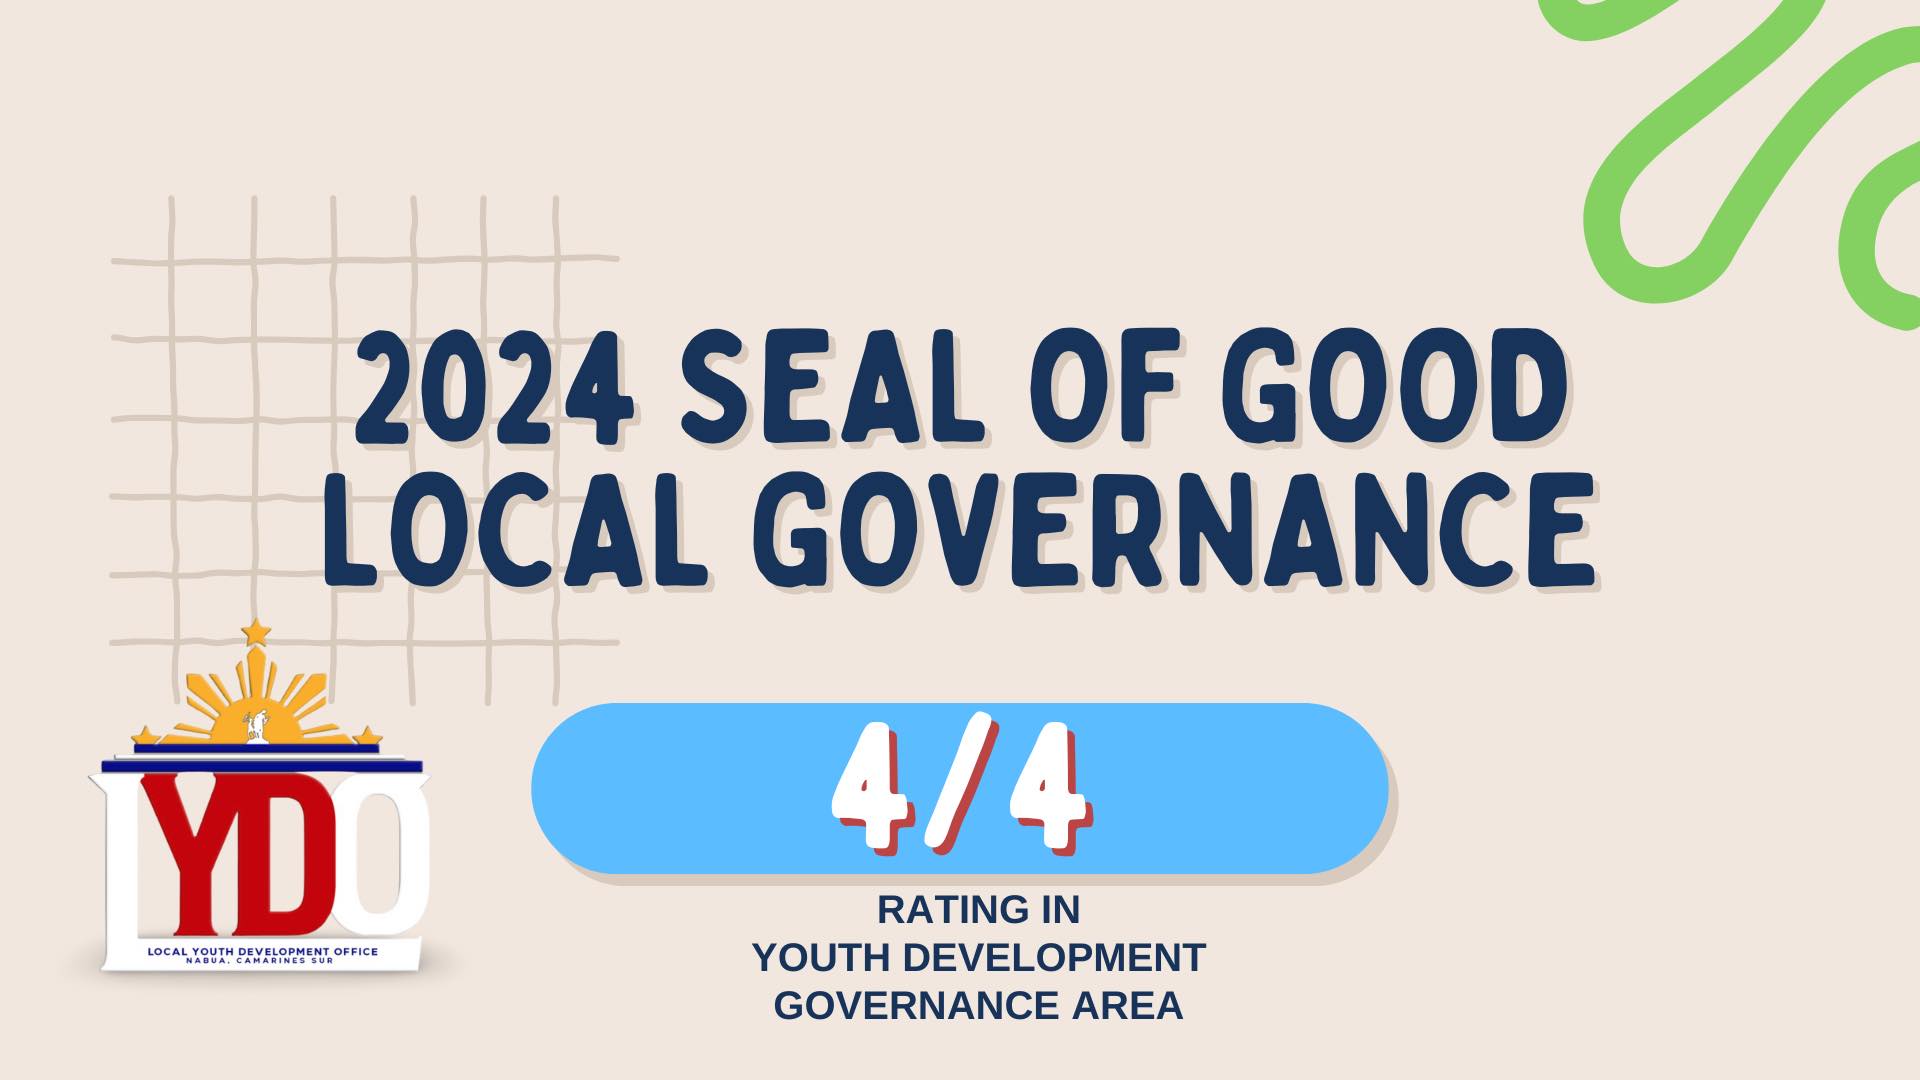 2024 SEAL OF GOOD
LOCAL GOVERNANCE
4/4
RATING IN
YOUTH DEVELOPMENT
GOVERNANCE AREA
LYDO
LOCAL YOUTH DEVELOPMENT OFFICE
NABUA, CAMARINES SUR